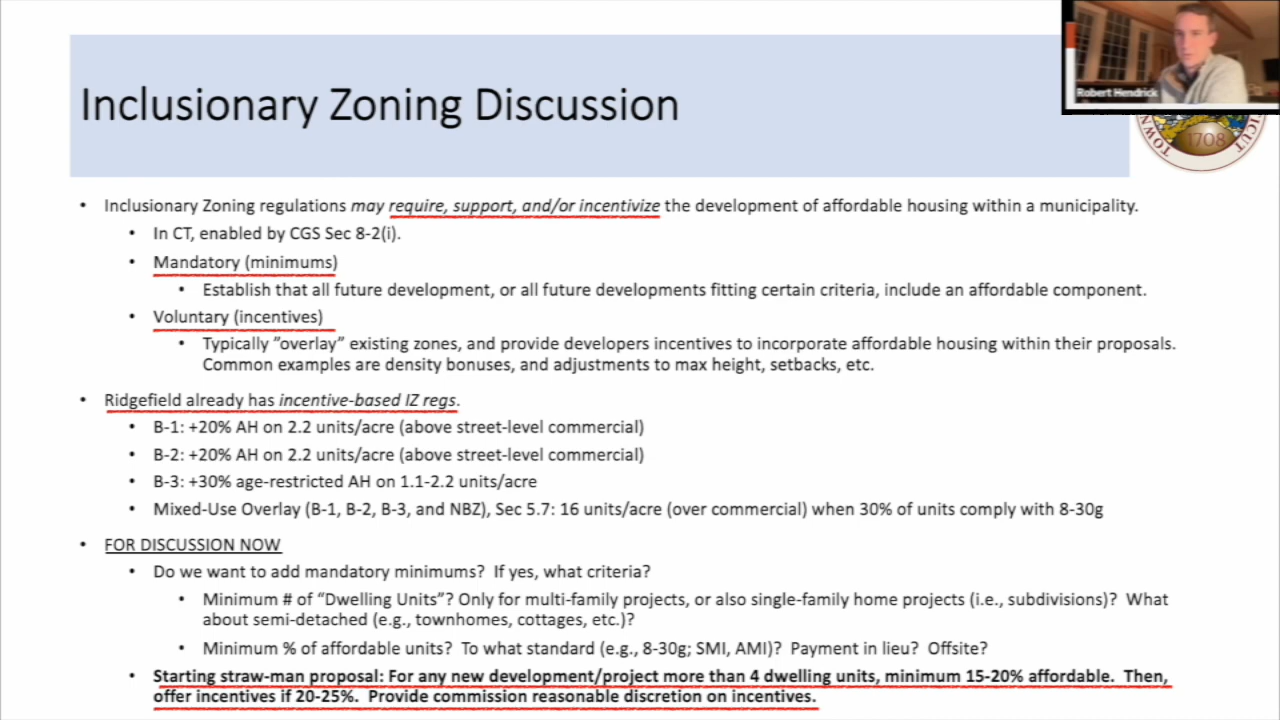 Robert Hendrick
Inclusionary Zoning Discussion
TOWN
1708
ICUT
• Inclusionary Zoning regulations may require, support, and/or incentivize the development of affordable housing within a municipality.
• In CT, enabled by CGS Sec 8-2(i).
• Mandatory (minimums)
• Establish that all future development, or all future developments fitting certain criteria, include an affordable component.
• Voluntary (incentives)
• Typically ”overlay” existing zones, and provide developers incentives to incorporate affordable housing within their proposals.
Common examples are density bonuses, and adjustments to max height, setbacks, etc.
• Ridgefield already has incentive-based IZ regs.
• B-1: +20% AH on 2.2 units/acre (above street-level commercial)
• B-2: +20% AH on 2.2 units/acre (above street-level commercial)
• B-3: +30% age-restricted AH on 1.1-2.2 units/acre
• Mixed-Use Overlay (B-1, B-2, B-3, and NBZ), Sec 5.7: 16 units/acre (over commercial) when 30% of units comply with 8-30g
• FOR DISCUSSION NOW
• Do we want to add mandatory minimums? If yes, what criteria?
• Minimum # of “Dwelling Units”? Only for multi-family projects, or also single-family home projects (i.e., subdivisions)? What
about semi-detached (e.g., townhomes, cottages, etc.)?
• Minimum % of affordable units? To what standard (e.g., 8-30g; SMI, AMI)? Payment in lieu? Offsite?
• Starting straw-man proposal: For any new development/project more than 4 dwelling units, minimum 15-20% affordable. Then,
offer incentives if 20-25%. Provide commission reasonable discretion on incentives.